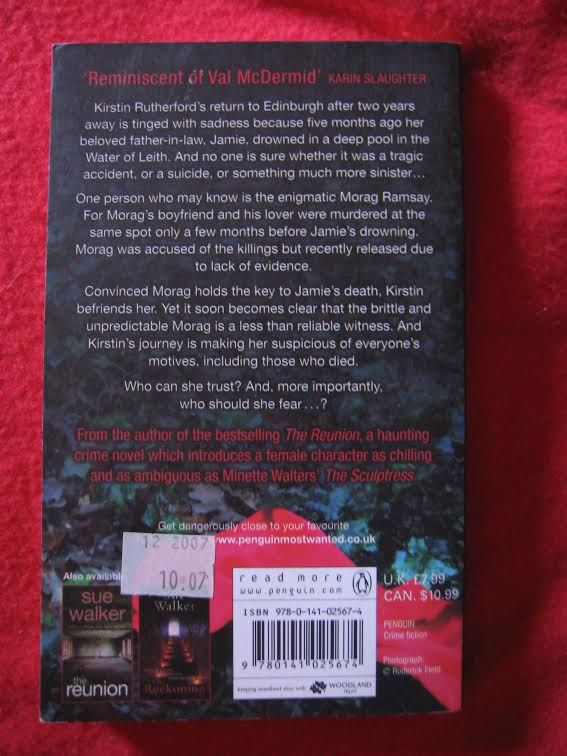 'Reminiscent of Val McDermid' KARIN SLAUGHTER
Kirstin Rutherford's return to Edinburgh after two years
away is tinged with sadness because five months ago her
beloved father-in-law, Jamie, drowned in a deep pool in the
Water of Leith. And no one is sure whether it was a tragic
accident, or a suicide, or something much more sinister...
One person who may know is the enigmatic Morag Ramsay.
For Morag's boyfriend and his lover were murdered at the
same spot only a few months before Jamie's drowning.
Morag was accused of the killings but recently released due
to lack of evidence.
Convinced Morag holds the key to Jamie's death, Kirstin
befriends her. Yet it soon becomes clear that the brittle and
unpredictable Morag is a less than reliable witness. And
Kirstin's journey is making her suspicious of everyone's
motives, including those who died.
Who can she trust? And, more importantly,
who should she fear...?
From the author of the bestselling The Reunion, a haunting
crime novel which introduces a female character as chilling
and as ambiguous as Minette Walters' The Sculptress
Get dangerously close to your favourite
www.penguinmostwanted.co.uk
12 2007
10.07
Also availabl
sue
walker
the
reunion
Walker
Reckoning
read more
www.penguin.com
ISBN 978-0-141-02567-4
9 780141 025674
Keeping woodland alive with WOODLAND
TRUST
U.K. £7.99
CAN. $10.99
PENGUIN
Crime fiction
Photograph:
© Roderick Field